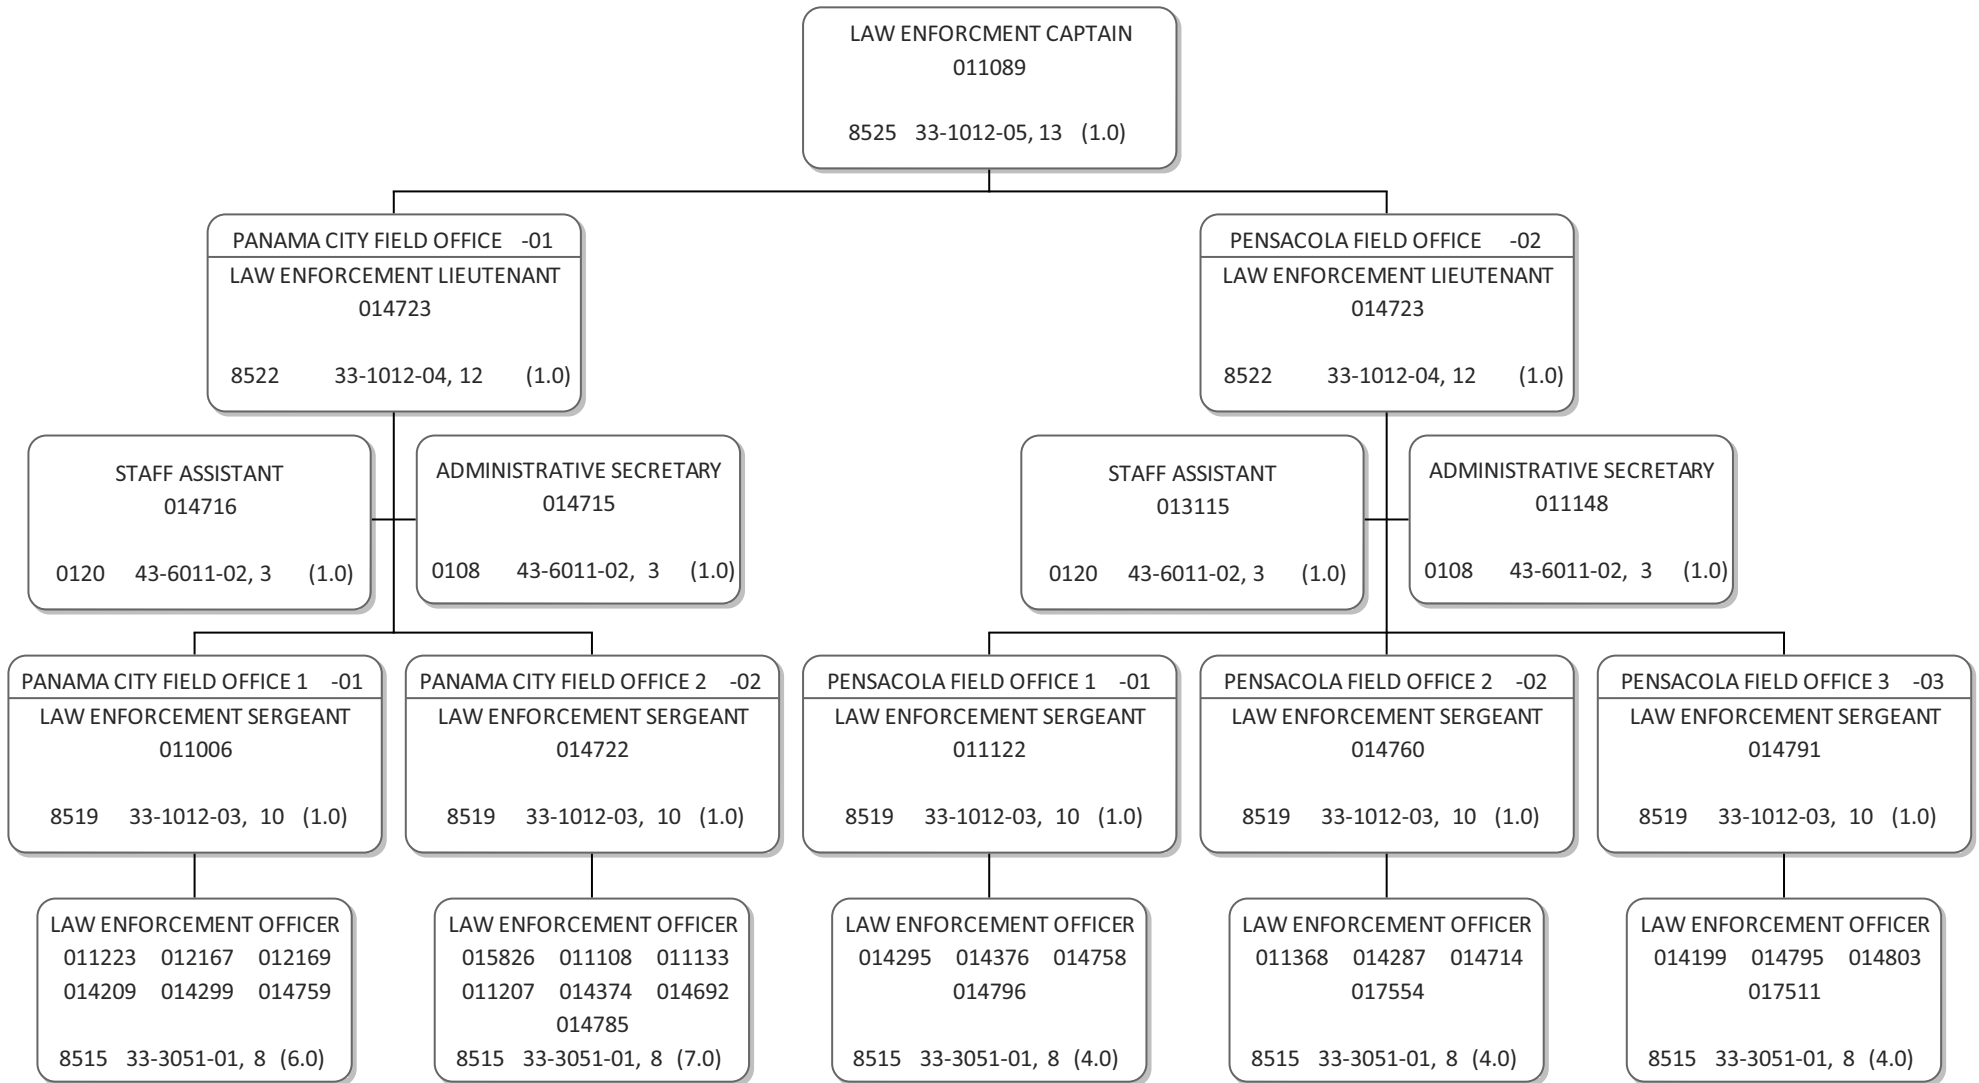 LAW ENFORCMENT CAPTAIN
011089
8525 33-1012-05, 13 (1.0)
PANAMA CITY FIELD OFFICE -01
LAW ENFORCEMENT LIEUTENANT
014723
8522 33-1012-04, 12 (1.0)
PENSACOLA FIELD OFFICE -02
LAW ENFORCEMENT LIEUTENANT
014723
8522 33-1012-04, 12 (1.0)
STAFF ASSISTANT
014716
0120 43-6011-02, 3 (1.0)
ADMINISTRATIVE SECRETARY
014715
0108 43-6011-02, 3 (1.0)
STAFF ASSISTANT
013115
0120 43-6011-02, 3 (1.0)
ADMINISTRATIVE SECRETARY
011148
0108 43-6011-02, 3 (1.0)
PANAMA CITY FIELD OFFICE 1 -01
LAW ENFORCEMENT SERGEANT
011006
8519 33-1012-03, 10 (1.0)
PANAMA CITY FIELD OFFICE 2 -02
LAW ENFORCEMENT SERGEANT
014722
8519 33-1012-03, 10 (1.0)
PENSACOLA FIELD OFFICE 1 -01
LAW ENFORCEMENT SERGEANT
011122
8519 33-1012-03, 10 (1.0)
PENSACOLA FIELD OFFICE 2 -02
LAW ENFORCEMENT SERGEANT
014760
8519 33-1012-03, 10 (1.0)
PENSACOLA FIELD OFFICE 3 -03
LAW ENFORCEMENT SERGEANT
014791
8519 33-1012-03, 10 (1.0)
LAW ENFORCEMENT OFFICER
011223 012167 012169
014209 014299 014759
8515 33-3051-01, 8 (6.0)
LAW ENFORCEMENT OFFICER
015826 011108 011133
011207 014374 014692
014785
8515 33-3051-01, 8 (7.0)
LAW ENFORCEMENT OFFICER
014295 014376 014758
014796
8515 33-3051-01, 8 (4.0)
LAW ENFORCEMENT OFFICER
011368 014287 014714
017554
8515 33-3051-01, 8 (4.0)
LAW ENFORCEMENT OFFICER
014199 014795 014803
017511
8515 33-3051-01, 8 (4.0)